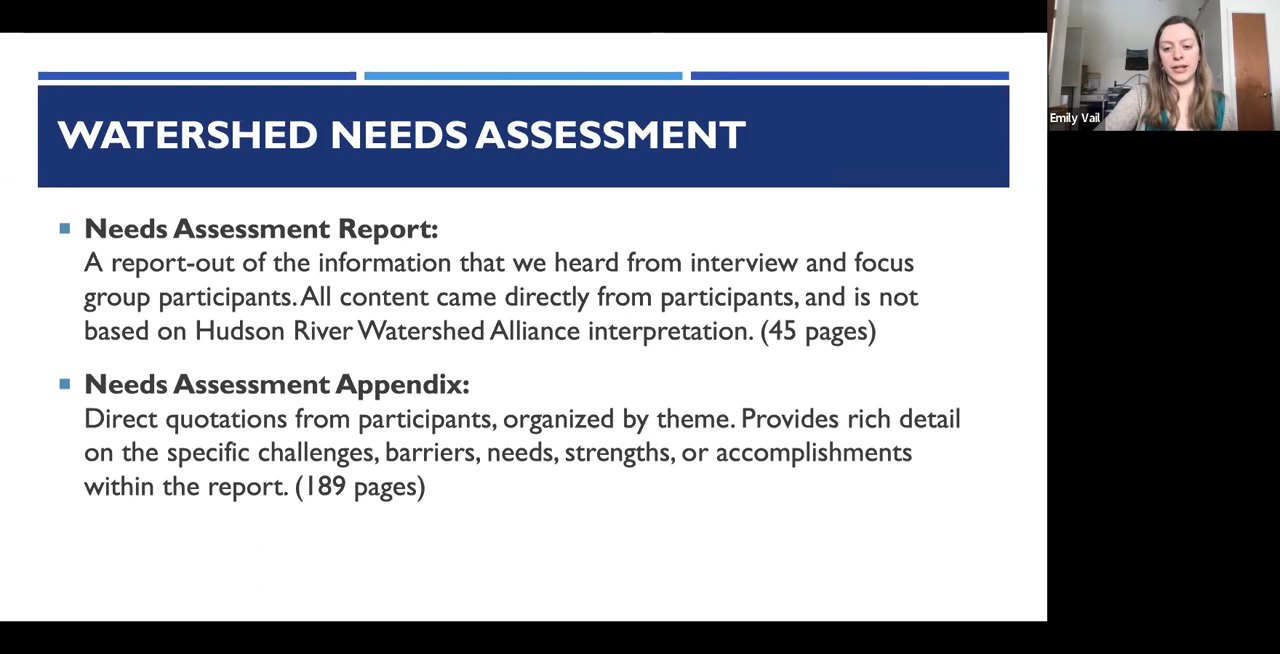 WATERSHED NEEDS ASSESSMENT
Needs Assessment Report:
A report-out of the information that we heard from interview and focus
group participants. All content came directly from participants, and is not
based on Hudson River Watershed Alliance interpretation. (45 pages)
Needs Assessment Appendix:
Direct quotations from participants, organized by theme. Provides rich detail
on the specific challenges, barriers, needs, strengths, or accomplishments
within the report. (189 pages)
Emily Vail